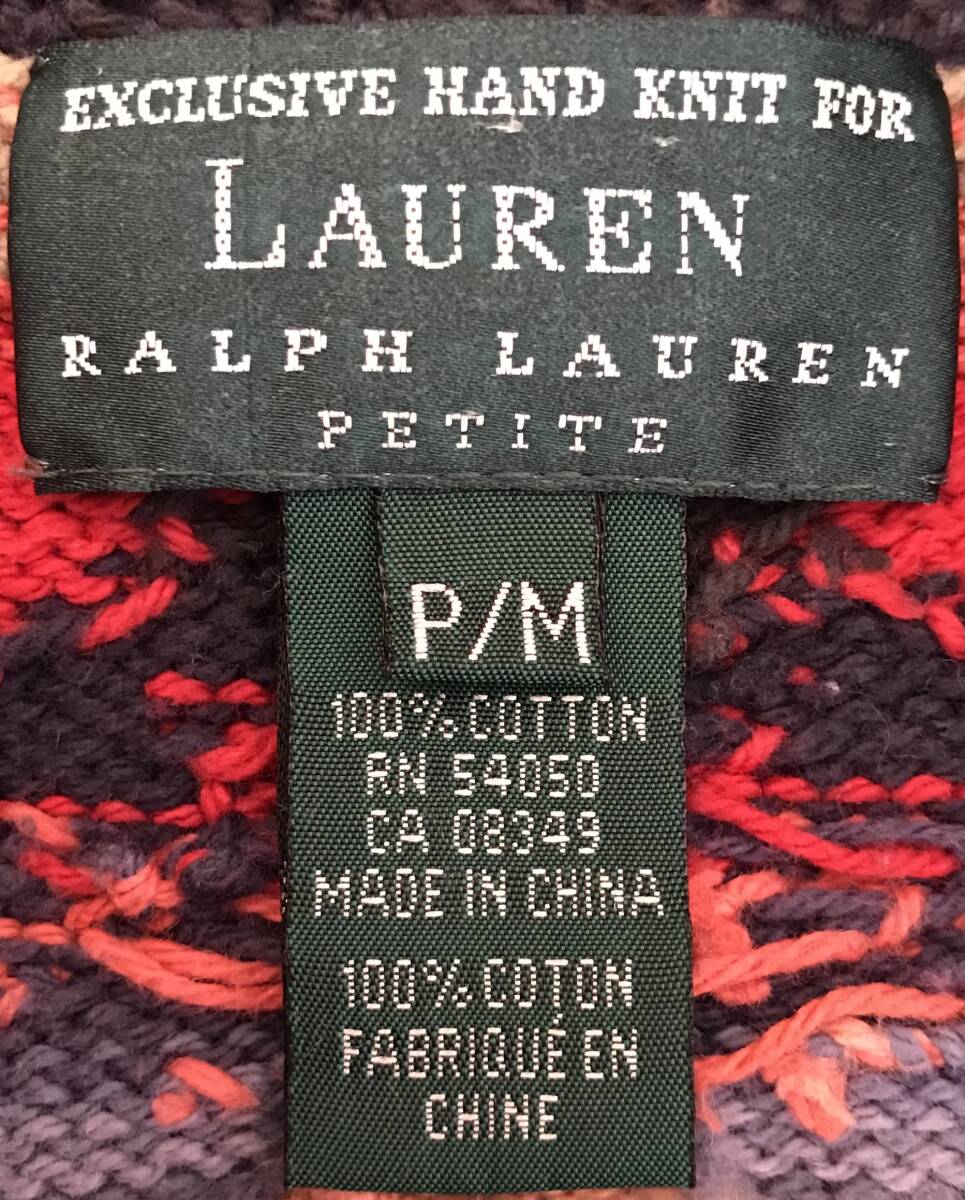 EXCLUSIVE HAND KNIT FOR
LAUREN
RALPH LAUREN
PETITE
P/M
100% COTTON
RN 54050
CA 08349
MADE IN CHINA
100% COTON
FABRIQUÉ EN
CHINE